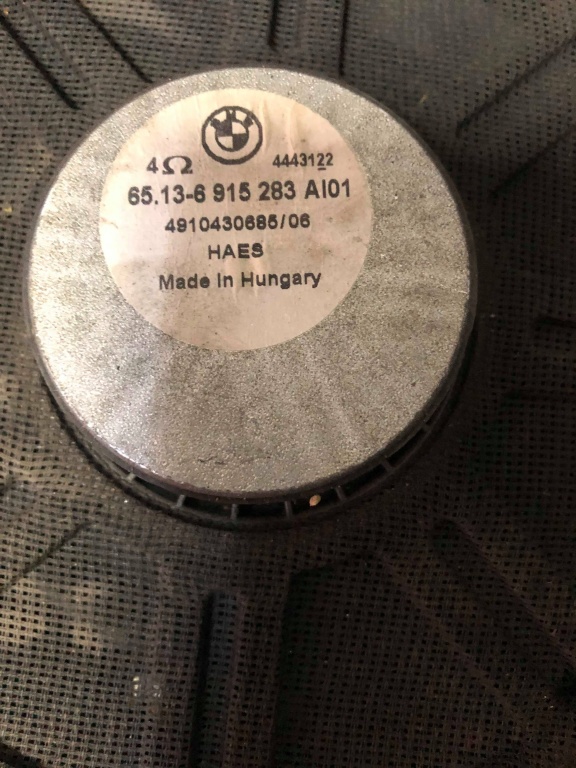 4Ω 4443122
65.13-6 915 283 AI01
4910430685/06
HAES
Made In Hungary